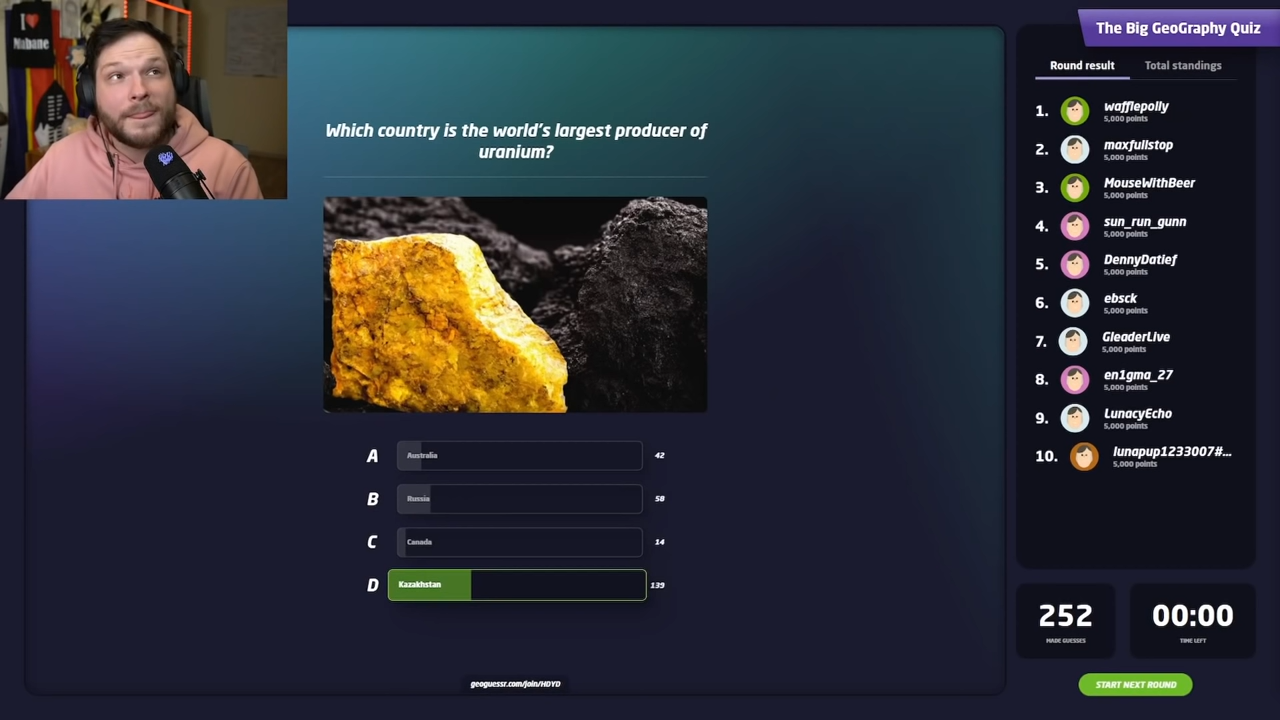 I ❤
Mabane
The Big GeoGraphy Quiz
Round result
Total standings
Which country is the world's largest producer of
uranium?
A Australia 42
B Russia 58
C Canada 14
D Kazakhstan 139
geoguessr.com/join/HDYD
1. wafflepolly
5,000 points
2. maxfullstop
5,000 points
3. MouseWithBeer
5,000 points
4. sun_run_gunn
5,000 points
5. DennyDatlef
5,000 points
6. ebsck
5,000 points
7. GleaderLive
5,000 points
8. en1gma_27
5,000 points
9. LunacyEcho
5,000 points
10. lunapup1233007#...
5,000 points
252
MADE GUESSES
00:00
TIME LEFT
START NEXT ROUND